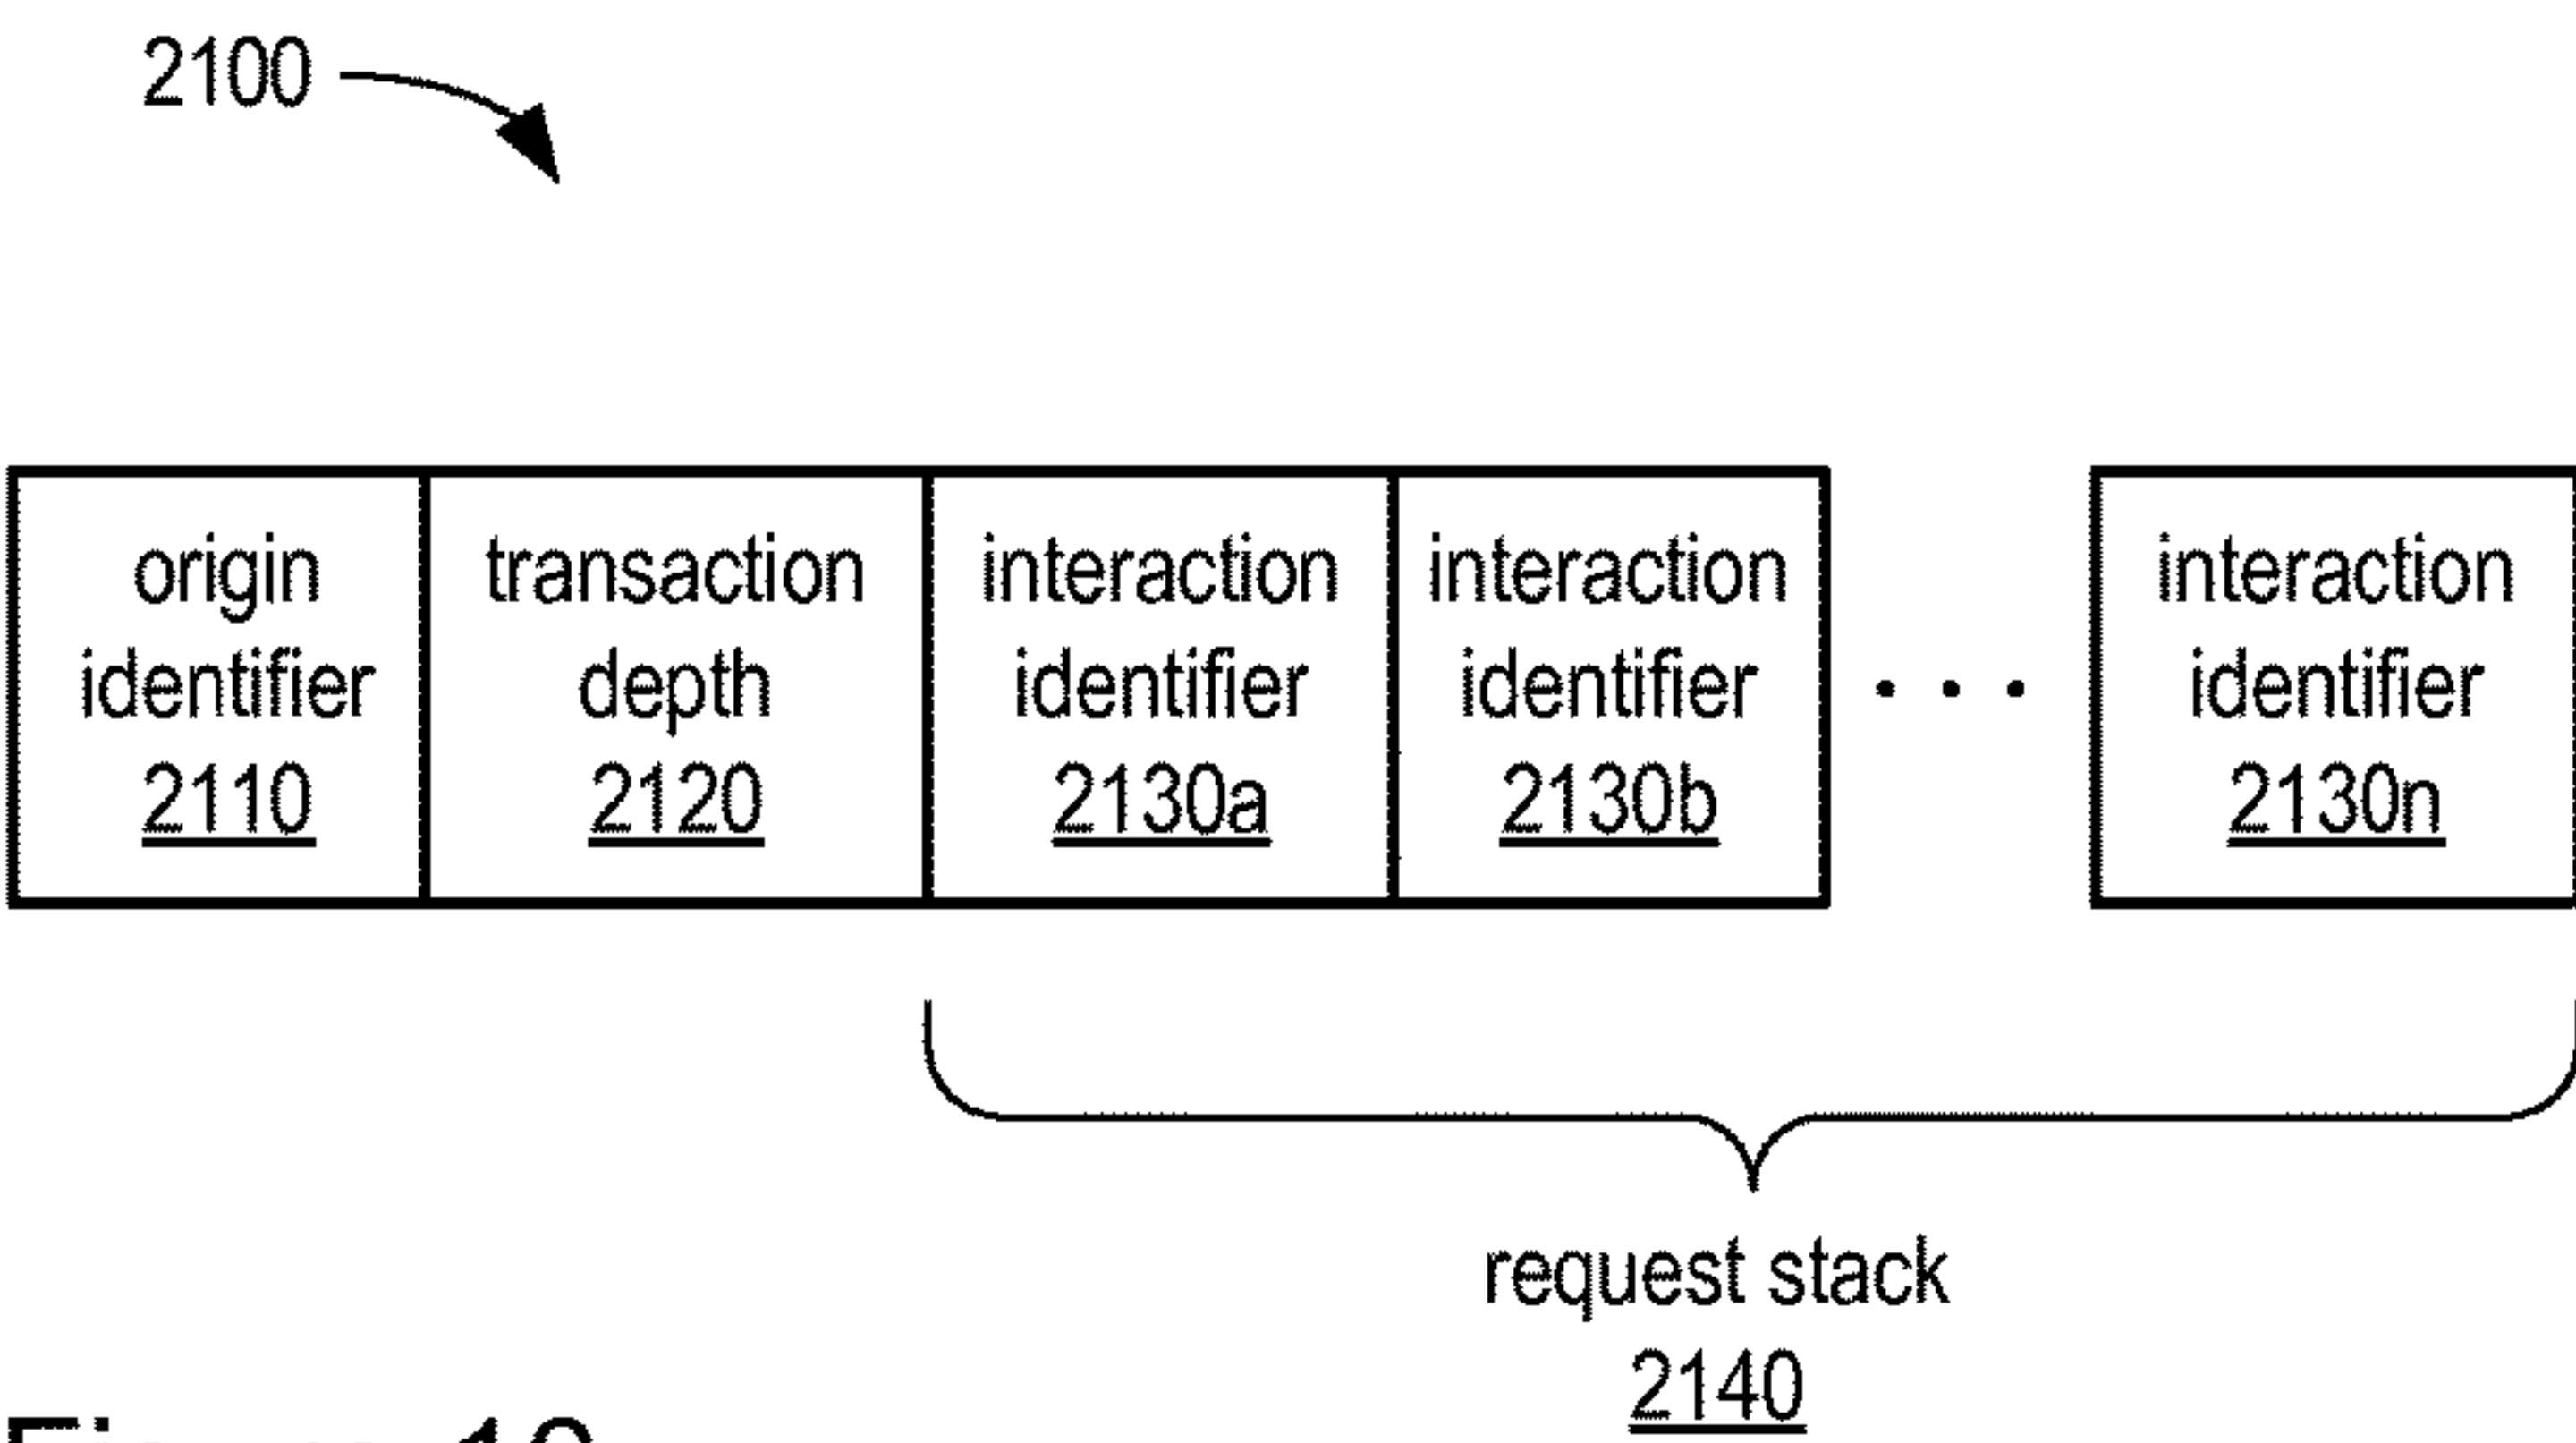 2100
origin
identifier
2110
transaction
depth
2120
interaction
identifier
2130a
interaction
identifier
2130b
. . .
interaction
identifier
2130n
request stack
2140